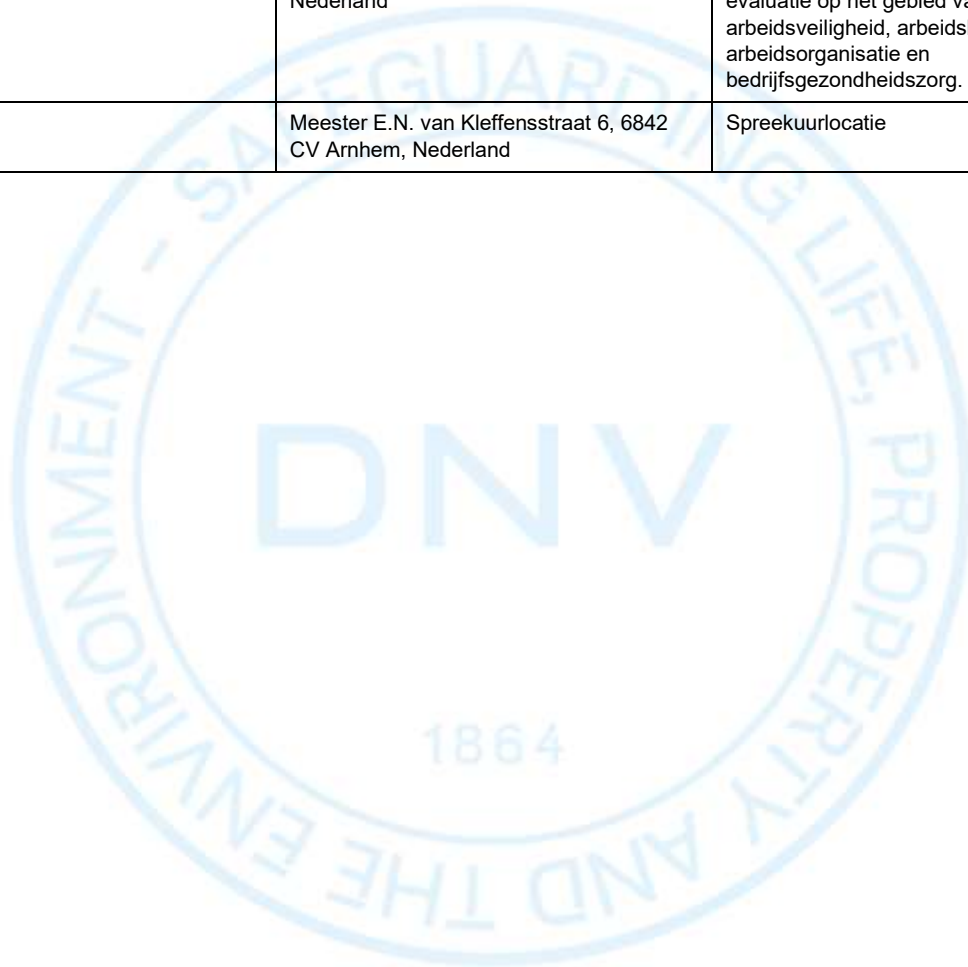 Nederland
evaluatie op het gebied va
arbeidsveiligheid,
arbeidsorganisatie en
bedrijfsgezondheidszorg.
Meester E.N. van Kleffensstraat 6, 6842
CV Arnhem, Nederland
Spreekuurlocatie
SAFEGUARDING LIFE, PROPERTY AND THE ENVIRONMENT -
DNV
1864